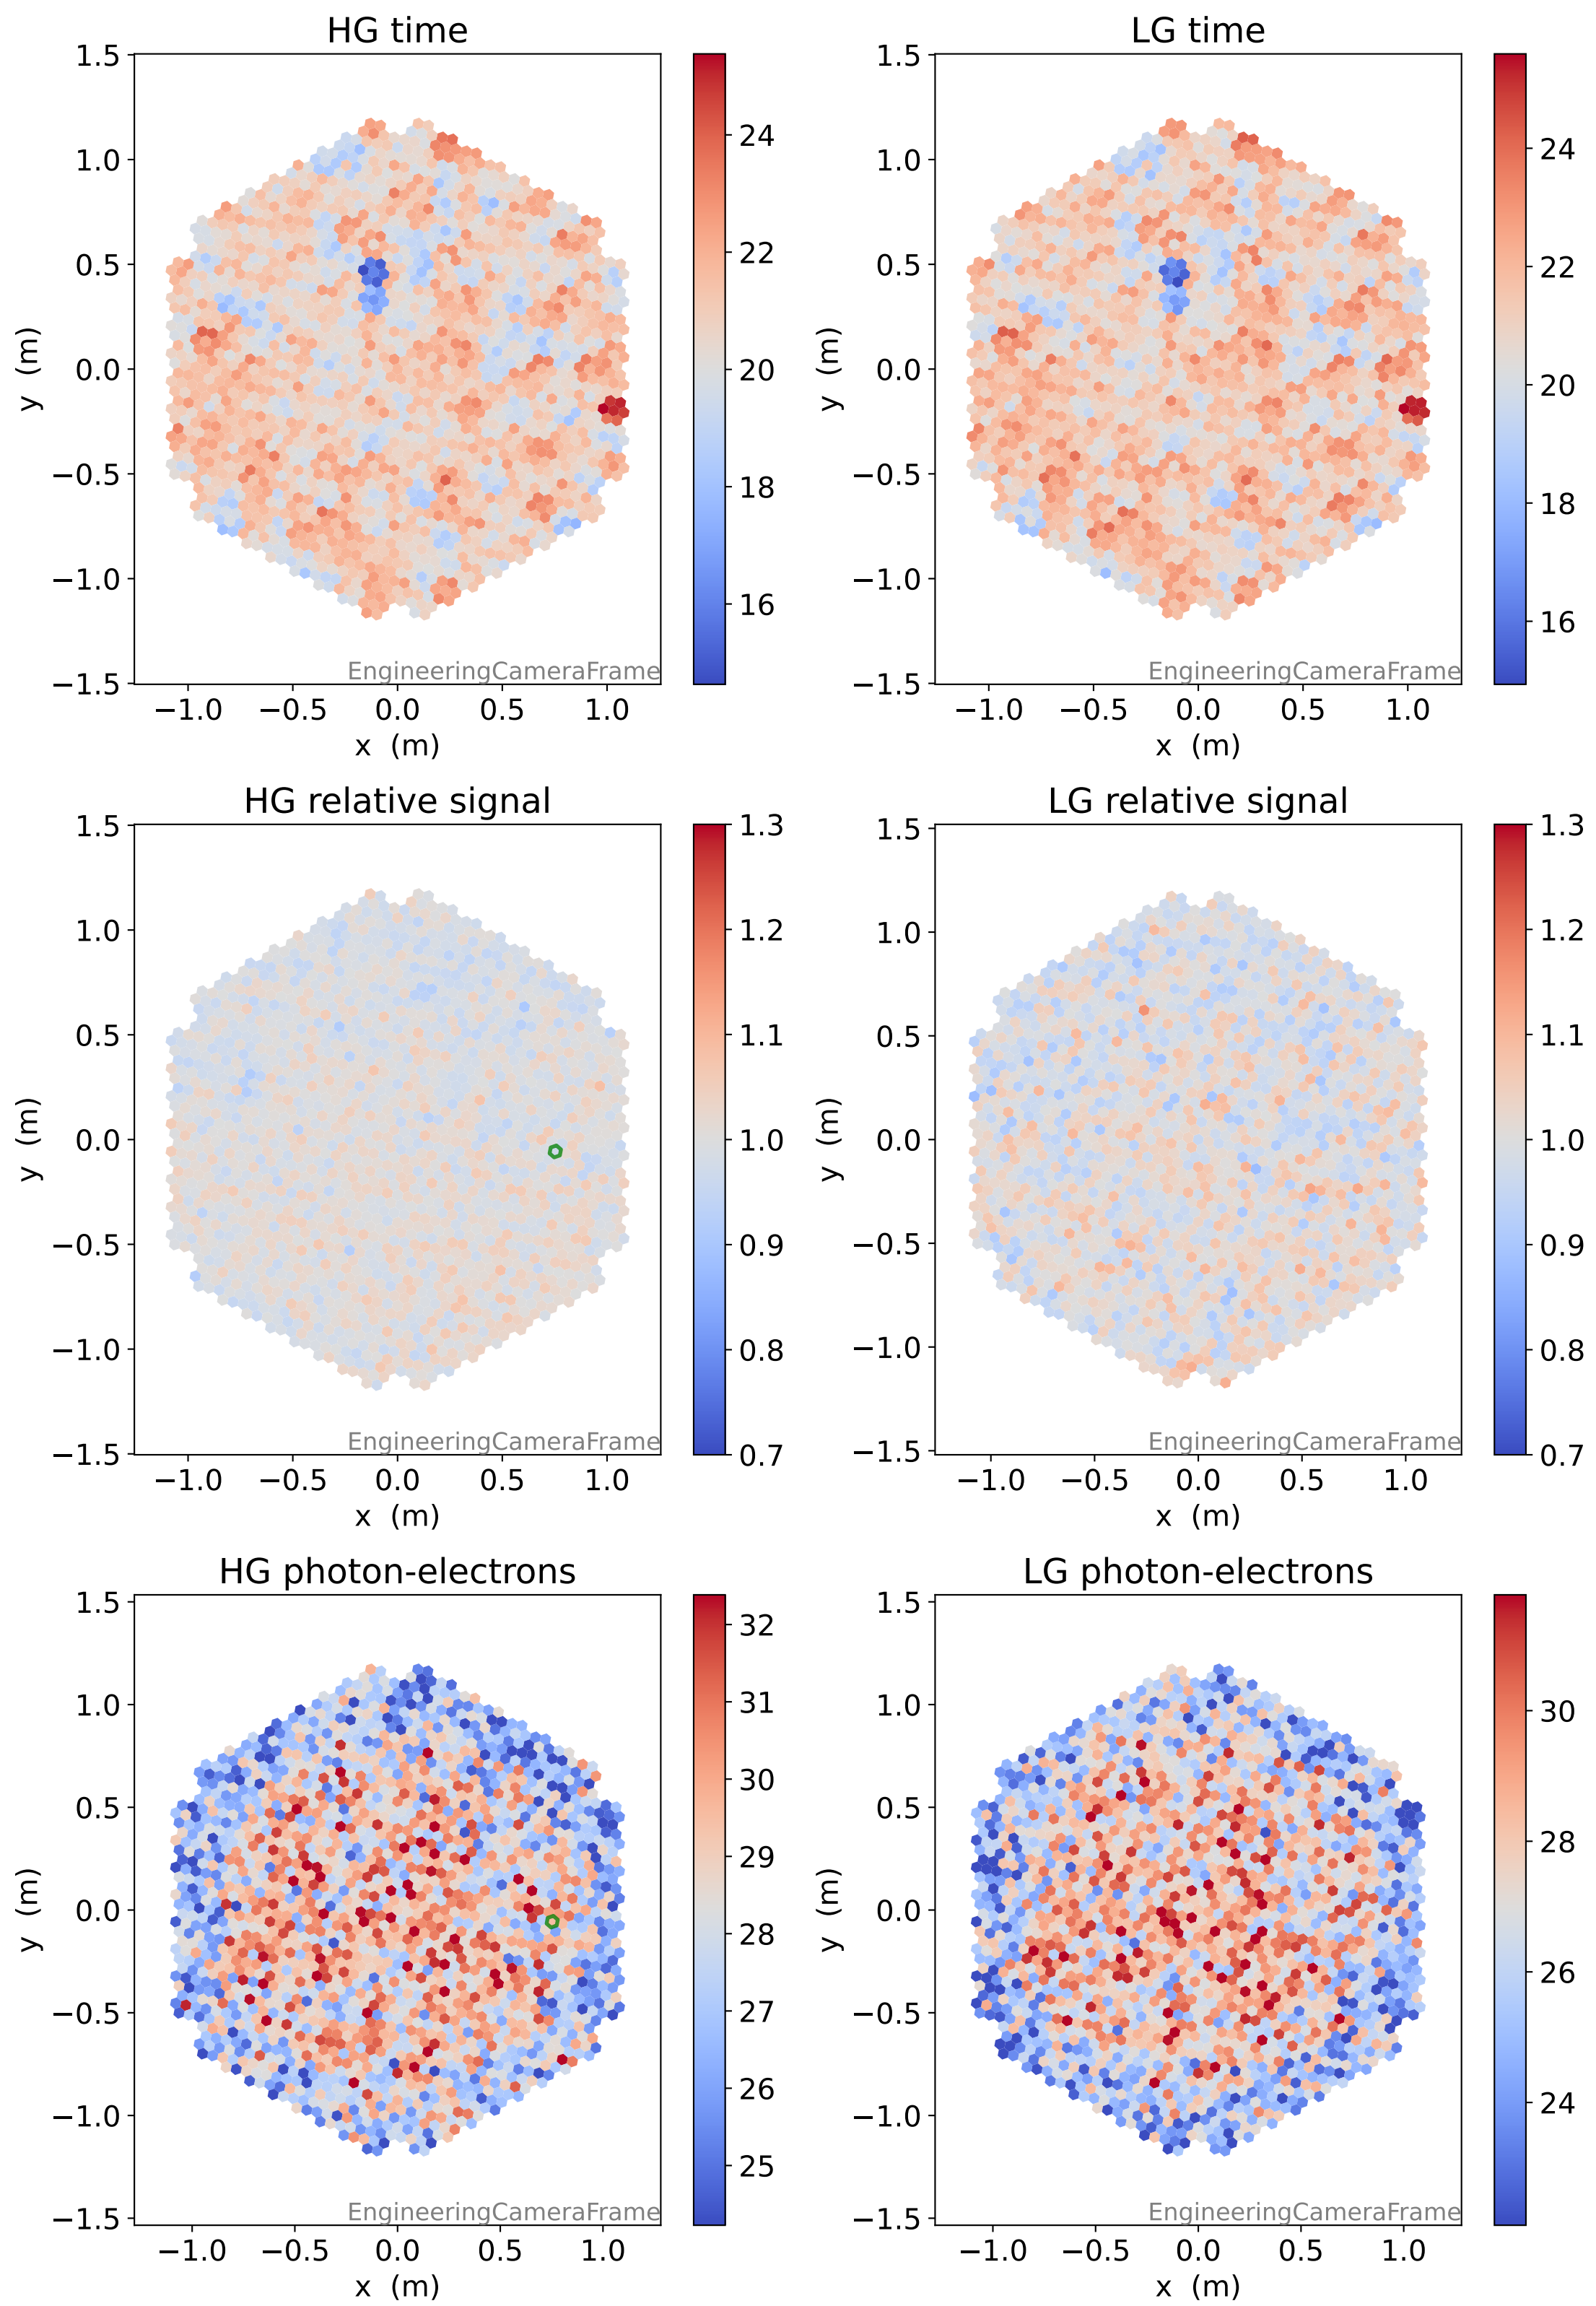 HG time
1.5
1.0
0.5
0.0
−0.5
−1.0
−1.5
y (m)
−1.0 −0.5 0.0 0.5 1.0
x (m)
EngineeringCameraFrame
24
22
20
18
16
LG time
1.5
1.0
0.5
0.0
−0.5
−1.0
−1.5
y (m)
−1.0 −0.5 0.0 0.5 1.0
x (m)
EngineeringCameraFrame
24
22
20
18
16
HG relative signal
1.5
1.0
0.5
0.0
−0.5
−1.0
−1.5
y (m)
−1.0 −0.5 0.0 0.5 1.0
x (m)
EngineeringCameraFrame
1.3
1.2
1.1
1.0
0.9
0.8
0.7
LG relative signal
1.5
1.0
0.5
0.0
−0.5
−1.0
−1.5
y (m)
−1.0 −0.5 0.0 0.5 1.0
x (m)
EngineeringCameraFrame
1.3
1.2
1.1
1.0
0.9
0.8
0.7
HG photon-electrons
1.5
1.0
0.5
0.0
−0.5
−1.0
−1.5
y (m)
−1.0 −0.5 0.0 0.5 1.0
x (m)
EngineeringCameraFrame
32
31
30
29
28
27
26
25
LG photon-electrons
1.5
1.0
0.5
0.0
−0.5
−1.0
−1.5
y (m)
−1.0 −0.5 0.0 0.5 1.0
x (m)
EngineeringCameraFrame
30
28
26
24